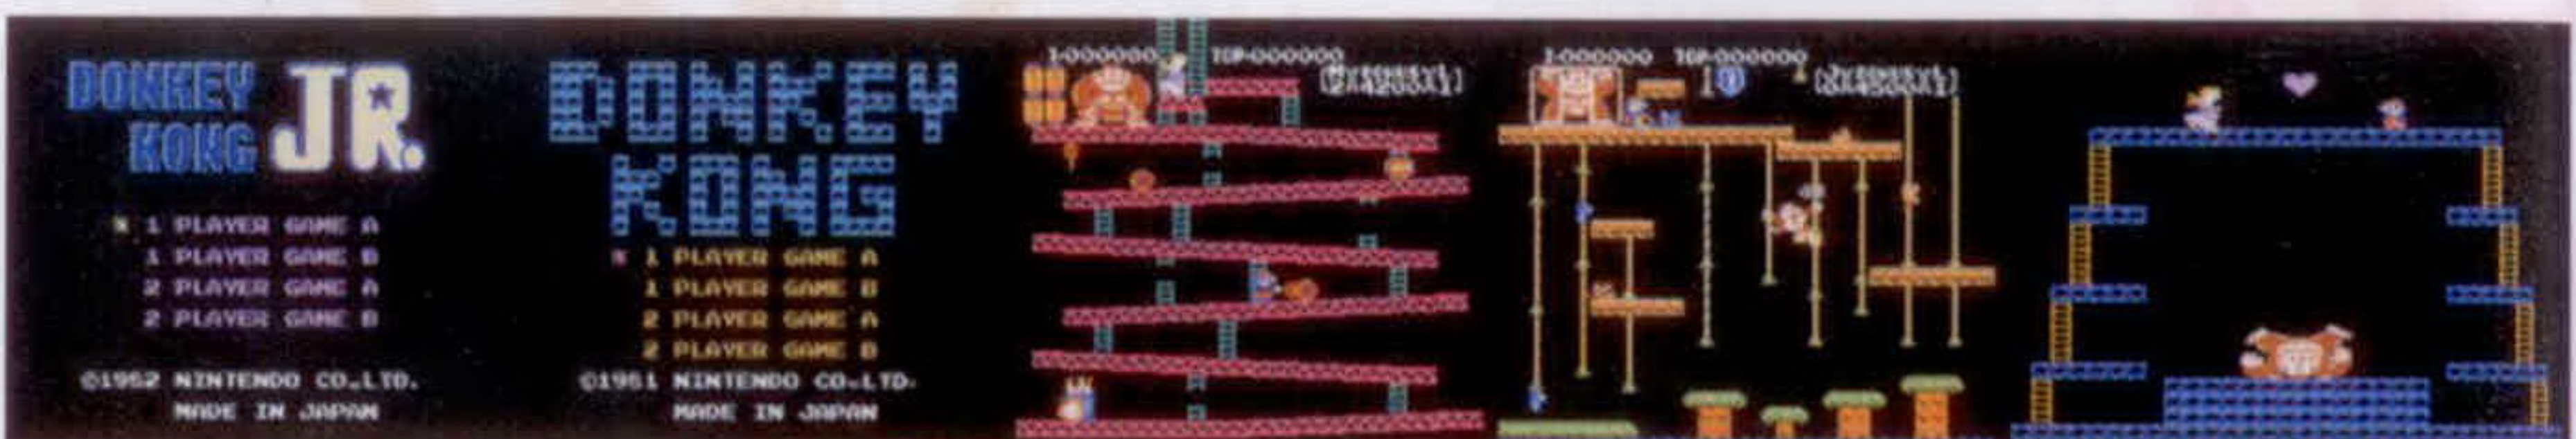 DONKEY
KONG
JR.
1 PLAYER GAME A
1 PLAYER GAME B
2 PLAYER GAME A
2 PLAYER GAME B
©1982 NINTENDO CO.,LTD.
MADE IN JAPAN
DONKEY
KONG
1 PLAYER GAME A
1 PLAYER GAME B
2 PLAYER GAME A
2 PLAYER GAME B
©1981 NINTENDO CO.,LTD.
MADE IN JAPAN
I-000000 TOP-000000
I-000000 TOP-000000